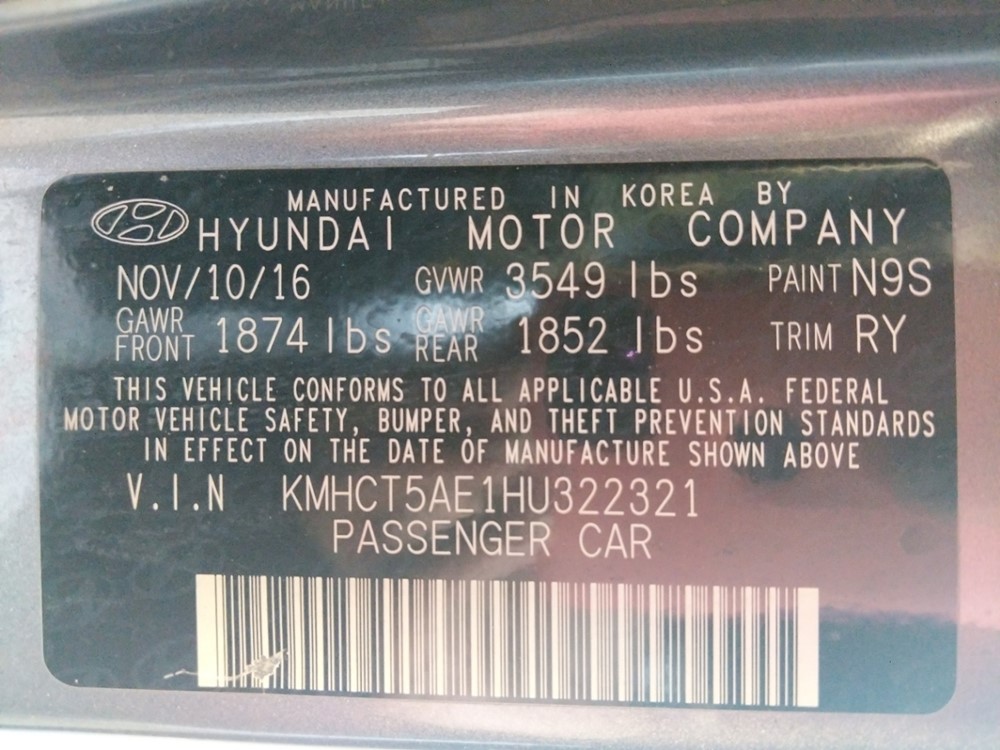 MANUFACTURED IN KOREA BY
HYUNDAI MOTOR COMPANY
NOV/10/16 GVWR 3549 lbs PAINT N9S
GAWR FRONT 1874 lbs GAWR REAR 1852 lbs TRIM RY
THIS VEHICLE CONFORMS TO ALL APPLICABLE U.S.A. FEDERAL
MOTOR VEHICLE SAFETY, BUMPER, AND THEFT PREVENTION STANDARDS
IN EFFECT ON THE DATE OF MANUFACTURE SHOWN ABOVE
V.I.N KMHCT5AE1HU322321
PASSENGER CAR